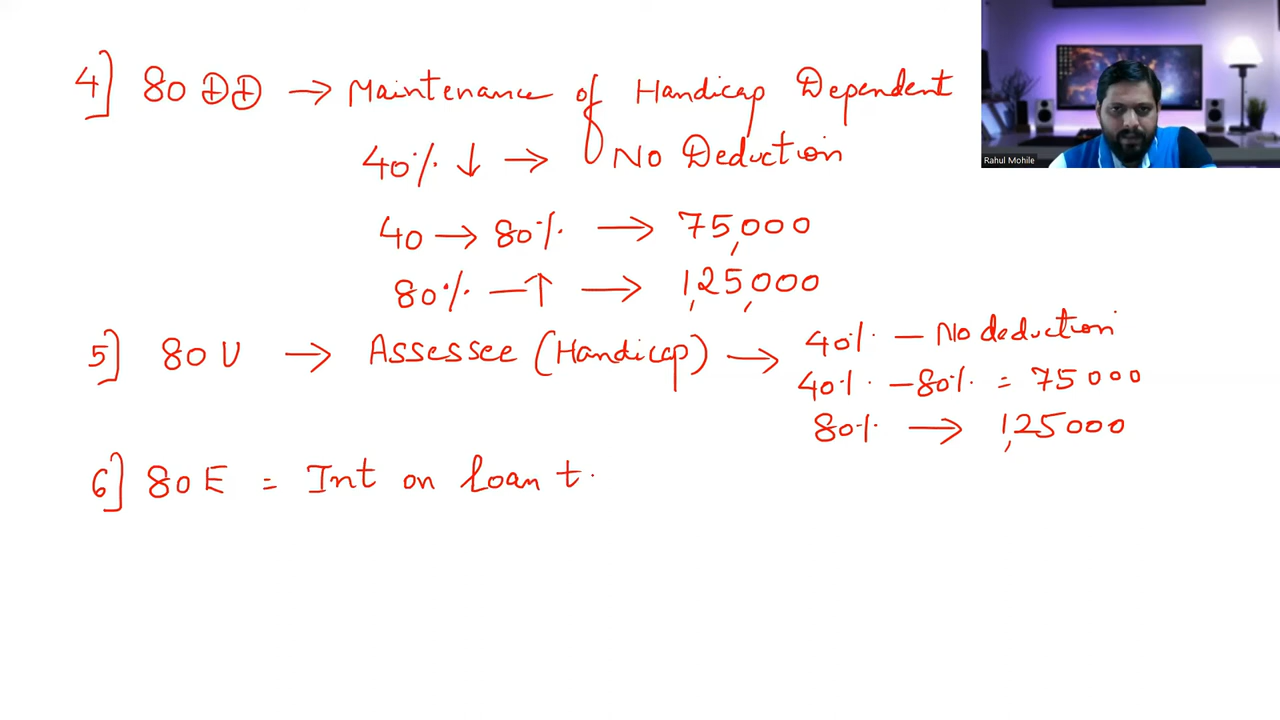 4] 80 DD → Maintenance of Handicap Dependent
40% ↓ → No Deduction
40 → 80% → 75,000
80% — ↑ → 1,25,000
5] 80 U → Assessee (Handicap) → 40% — No deduction
40% — 80% = 75000
80% → 1,25000
6] 80 E = Int on loan t
Rahul Mohile